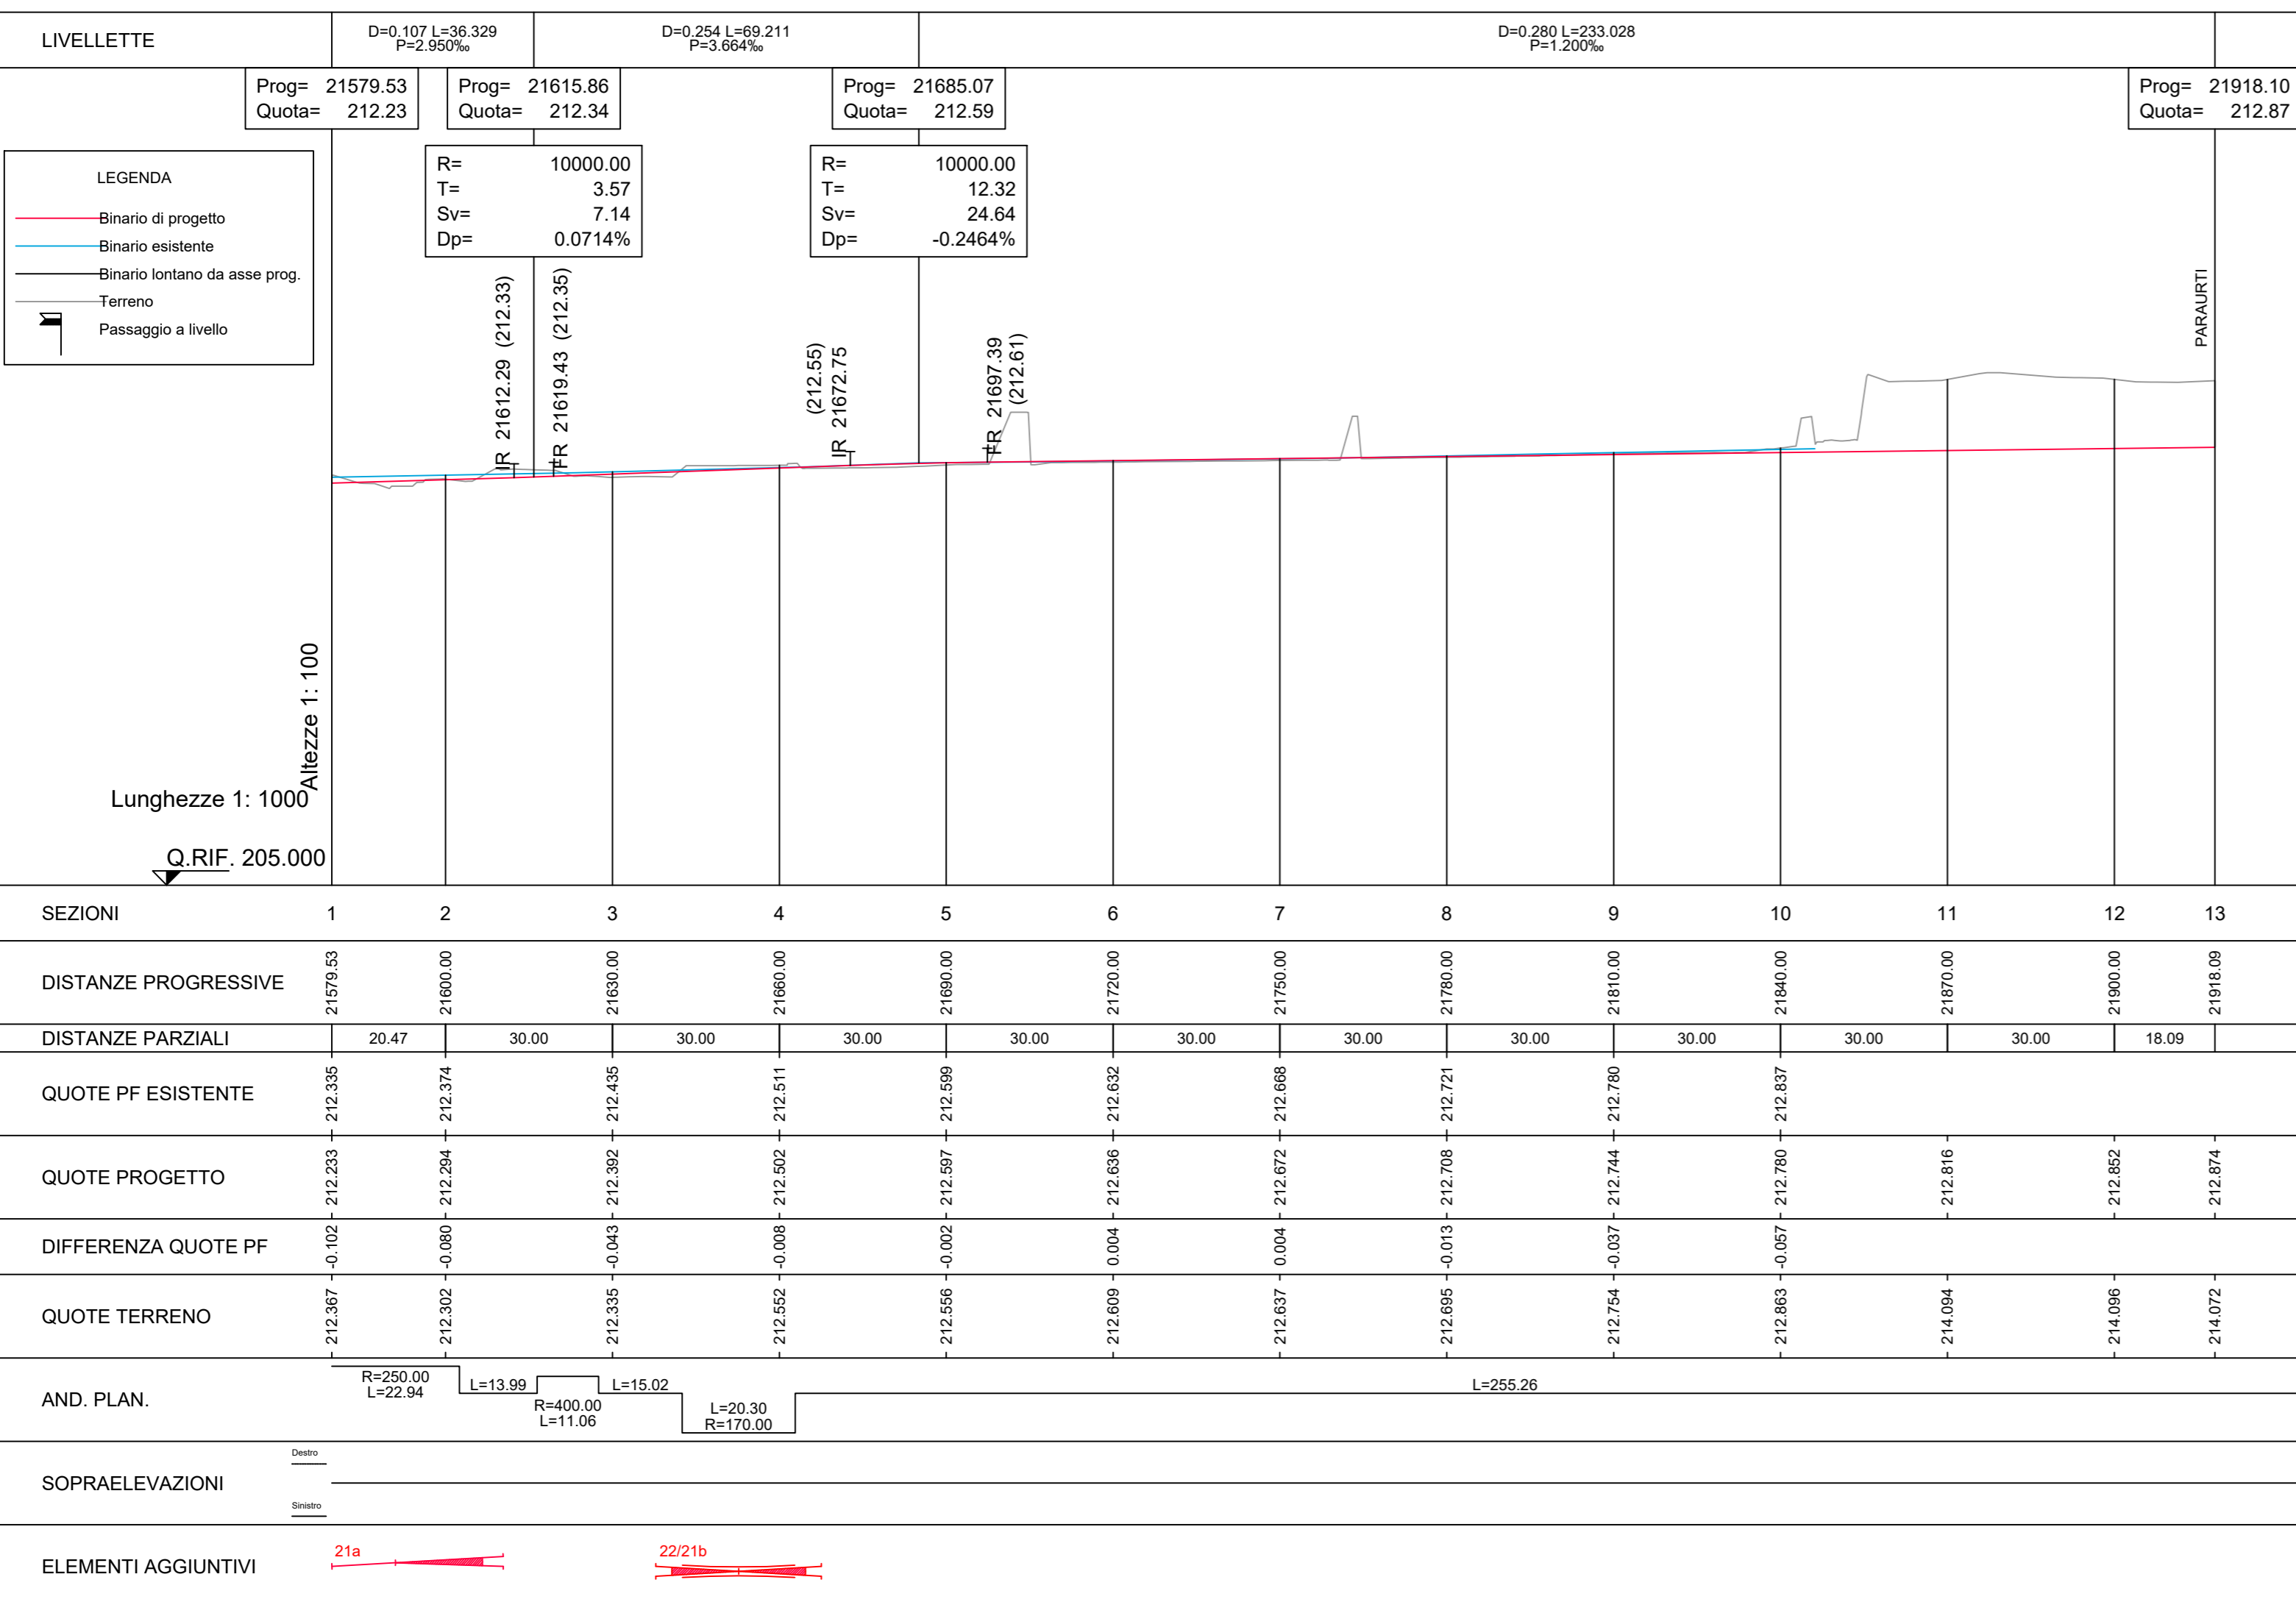 LIVELLETTE
D=0.107 L=36.329
P=2.950‰
D=0.254 L=69.211
P=3.664‰
D=0.280 L=233.028
P=1.200‰
Prog= 21579.53
Quota= 212.23
Prog= 21615.86
Quota= 212.34
Prog= 21685.07
Quota= 212.59
Prog= 21918.10
Quota= 212.87
R= 10000.00
T= 3.57
Sv= 7.14
Dp= 0.0714%
R= 10000.00
T= 12.32
Sv= 24.64
Dp= -0.2464%
LEGENDA
Binario di progetto
Binario esistente
Binario lontano da asse prog.
Terreno
Passaggio a livello
IR 21612.29 (212.33)
FR 21619.43 (212.35)
(212.55)
IR 21672.75
FR 21697.39
(212.61)
PARAURTI
Altezze 1: 100
Lunghezze 1: 1000
Q.RIF. 205.000
SEZIONI 1 2 3 4 5 6 7 8 9 10 11 12 13
DISTANZE PROGRESSIVE 21579.53 21600.00 21630.00 21660.00 21690.00 21720.00 21750.00 21780.00 21810.00 21840.00 21870.00 21900.00 21918.09
DISTANZE PARZIALI 20.47 30.00 30.00 30.00 30.00 30.00 30.00 30.00 30.00 30.00 30.00 18.09
QUOTE PF ESISTENTE 212.335 212.374 212.435 212.511 212.599 212.632 212.668 212.721 212.780 212.837
QUOTE PROGETTO 212.233 212.294 212.392 212.502 212.597 212.636 212.672 212.708 212.744 212.780 212.816 212.852 212.874
DIFFERENZA QUOTE PF -0.102 -0.080 -0.043 -0.008 -0.002 0.004 0.004 -0.013 -0.037 -0.057
QUOTE TERRENO 212.367 212.302 212.335 212.552 212.556 212.609 212.637 212.695 212.754 212.863 214.094 214.096 214.072
AND. PLAN.
R=250.00
L=22.94
L=13.99
R=400.00
L=11.06
L=15.02
L=20.30
R=170.00
L=255.26
Destro
SOPRAELEVAZIONI
Sinistro
ELEMENTI AGGIUNTIVI
21a
22/21b